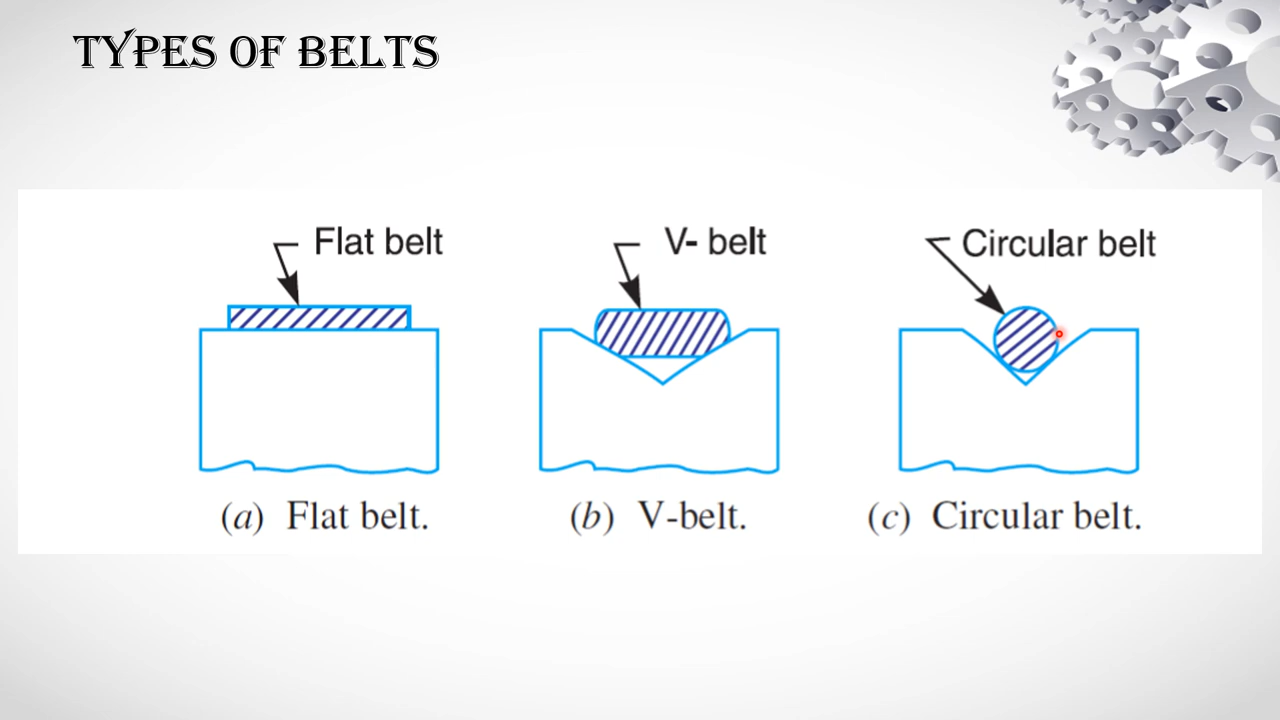 TYPES OF BELTS
Flat belt
V- belt
Circular belt
(a) Flat belt.
(b) V-belt.
(c) Circular belt.